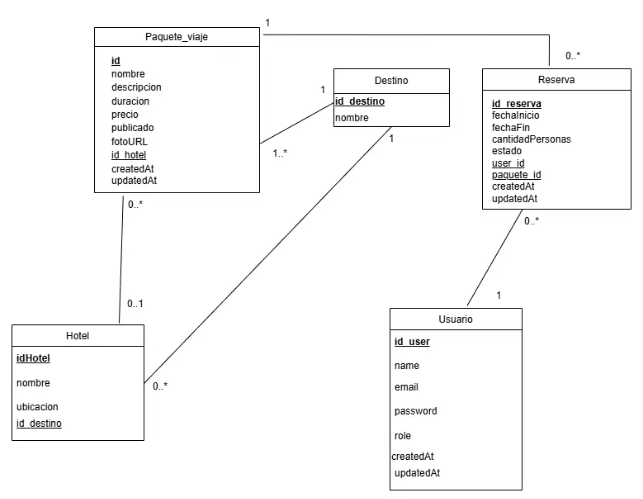 Paquete_viaje
id
nombre
descripcion
duracion
precio
publicado
fotoURL
id_hotel
createdAt
updatedAt
1
0..*
Destino
id_destino
nombre
1
1..*
1
Reserva
id_reserva
fechaInicio
fechaFin
cantidadPersonas
estado
user_id
paquete_id
createdAt
updatedAt
0..*
0..*
0..1
1
Hotel
idHotel
nombre
ubicacion
id_destino
0..*
Usuario
id_user
name
email
password
role
createdAt
updatedAt